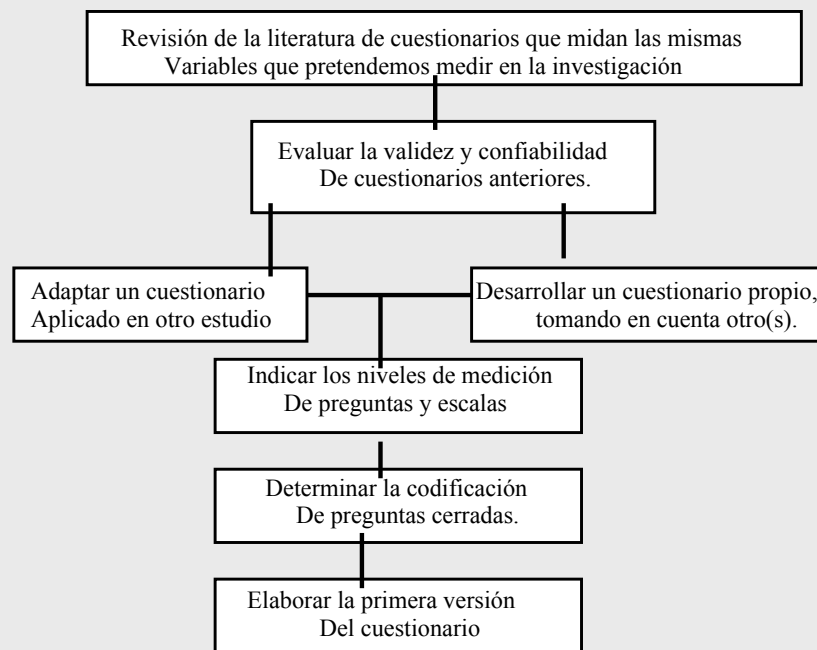 Revisión de la literatura de cuestionarios que midan las mismas
Variables que pretendemos medir en la investigación
Evaluar la validez y confiabilidad
De cuestionarios anteriores.
Adaptar un cuestionario
Aplicado en otro estudio
Desarrollar un cuestionario propio,
tomando en cuenta otro(s).
Indicar los niveles de medición
De preguntas y escalas
Determinar la codificación
De preguntas cerradas.
Elaborar la primera versión
Del cuestionario